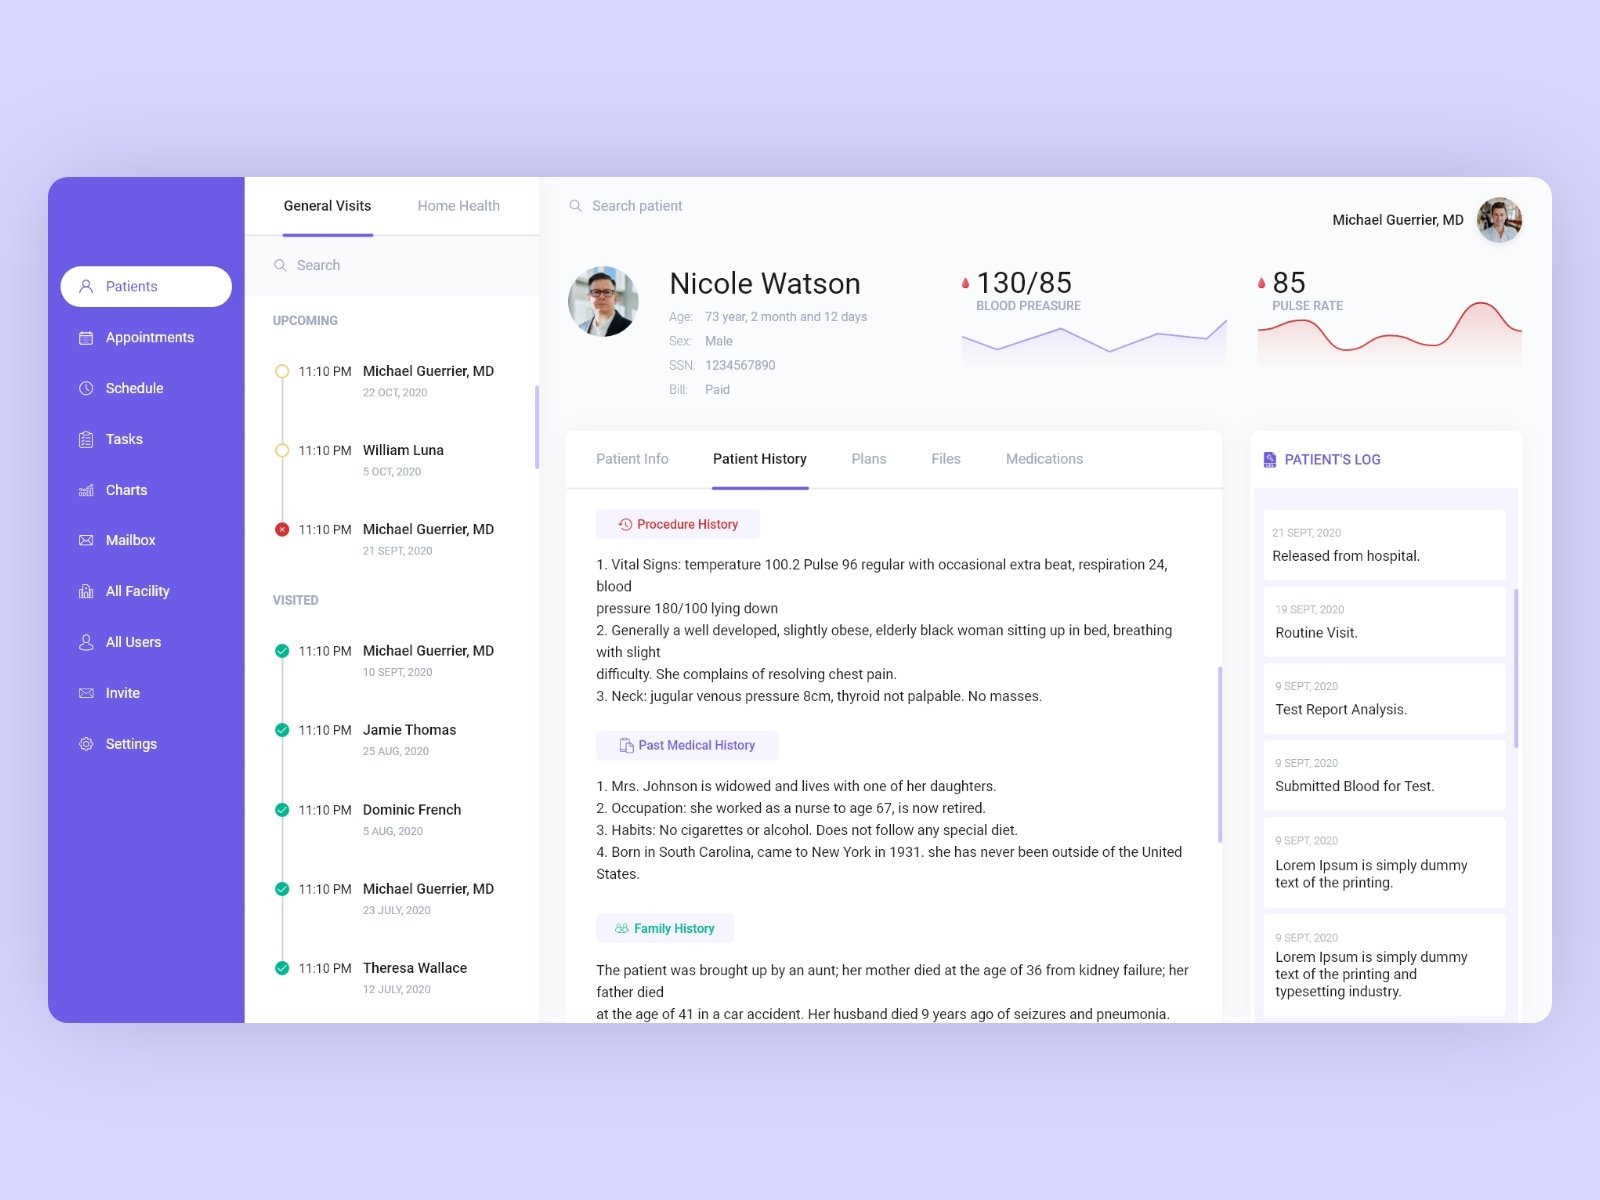 Patients
Appointments
Schedule
Tasks
Charts
Mailbox
All Facility
All Users
Invite
Settings
General Visits
Home Health
Search
UPCOMING
11:10 PM Michael Guerrier, MD
22 OCT, 2020
11:10 PM William Luna
5 OCT, 2020
11:10 PM Michael Guerrier, MD
21 SEPT, 2020
VISITED
11:10 PM Michael Guerrier, MD
10 SEPT, 2020
11:10 PM Jamie Thomas
25 AUG, 2020
11:10 PM Dominic French
5 AUG, 2020
11:10 PM Michael Guerrier, MD
23 JULY, 2020
11:10 PM Theresa Wallace
12 JULY, 2020
Search patient
Michael Guerrier, MD
Nicole Watson
Age: 73 year, 2 month and 12 days
Sex: Male
SSN: 1234567890
Bill: Paid
130/85
BLOOD PREASURE
85
PULSE RATE
Patient Info
Patient History
Plans
Files
Medications
Procedure History
1. Vital Signs: temperature 100.2 Pulse 96 regular with occasional extra beat, respiration 24,
blood
pressure 180/100 lying down
2. Generally a well developed, slightly obese, elderly black woman sitting up in bed, breathing
with slight
difficulty. She complains of resolving chest pain.
3. Neck: jugular venous pressure 8cm, thyroid not palpable. No masses.
Past Medical History
1. Mrs. Johnson is widowed and lives with one of her daughters.
2. Occupation: she worked as a nurse to age 67, is now retired.
3. Habits: No cigarettes or alcohol. Does not follow any special diet.
4. Born in South Carolina, came to New York in 1931. she has never been outside of the United
States.
Family History
The patient was brought up by an aunt; her mother died at the age of 36 from kidney failure; her
father died
at the age of 41 in a car accident. Her husband died 9 years ago of seizures and pneumonia.
PATIENT'S LOG
21 SEPT, 2020
Released from hospital.
19 SEPT, 2020
Routine Visit.
9 SEPT, 2020
Test Report Analysis.
9 SEPT, 2020
Submitted Blood for Test.
9 SEPT, 2020
Lorem Ipsum is simply dummy
text of the printing.
9 SEPT, 2020
Lorem Ipsum is simply dummy
text of the printing and
typesetting industry.